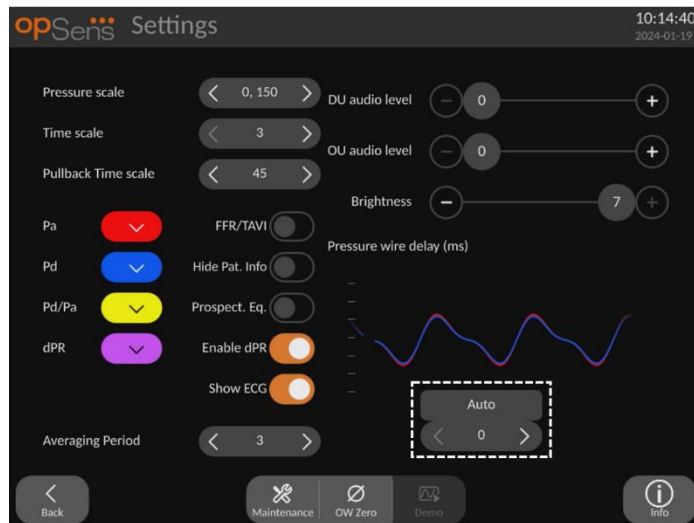 opSens Settings
10:14:40
2024-01-19
Pressure scale 0, 150
Time scale 3
Pullback Time scale 45
DU audio level 0
OU audio level 0
Brightness 7
Pa
Pd
Pd/Pa
dPR
FFR/TAVI
Hide Pat. Info
Prospect. Eq.
Enable dPR
Show ECG
Averaging Period 3
Pressure wire delay (ms)
Auto
0
Back
Maintenance
OW Zero
Demo
Info